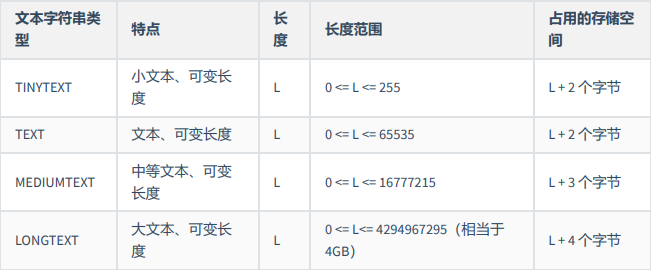 文本字符串类型 特点 长度 长度范围 占用的存储空间
TINYTEXT 小文本、可变长度 L 0 <= L <= 255 L + 2 个字节
TEXT 文本、可变长度 L 0 <= L <= 65535 L + 2 个字节
MEDIUMTEXT 中等文本、可变长度 L 0 <= L <= 16777215 L + 3 个字节
LONGTEXT 大文本、可变长度 L 0 <= L<= 4294967295（相当于4GB） L + 4 个字节